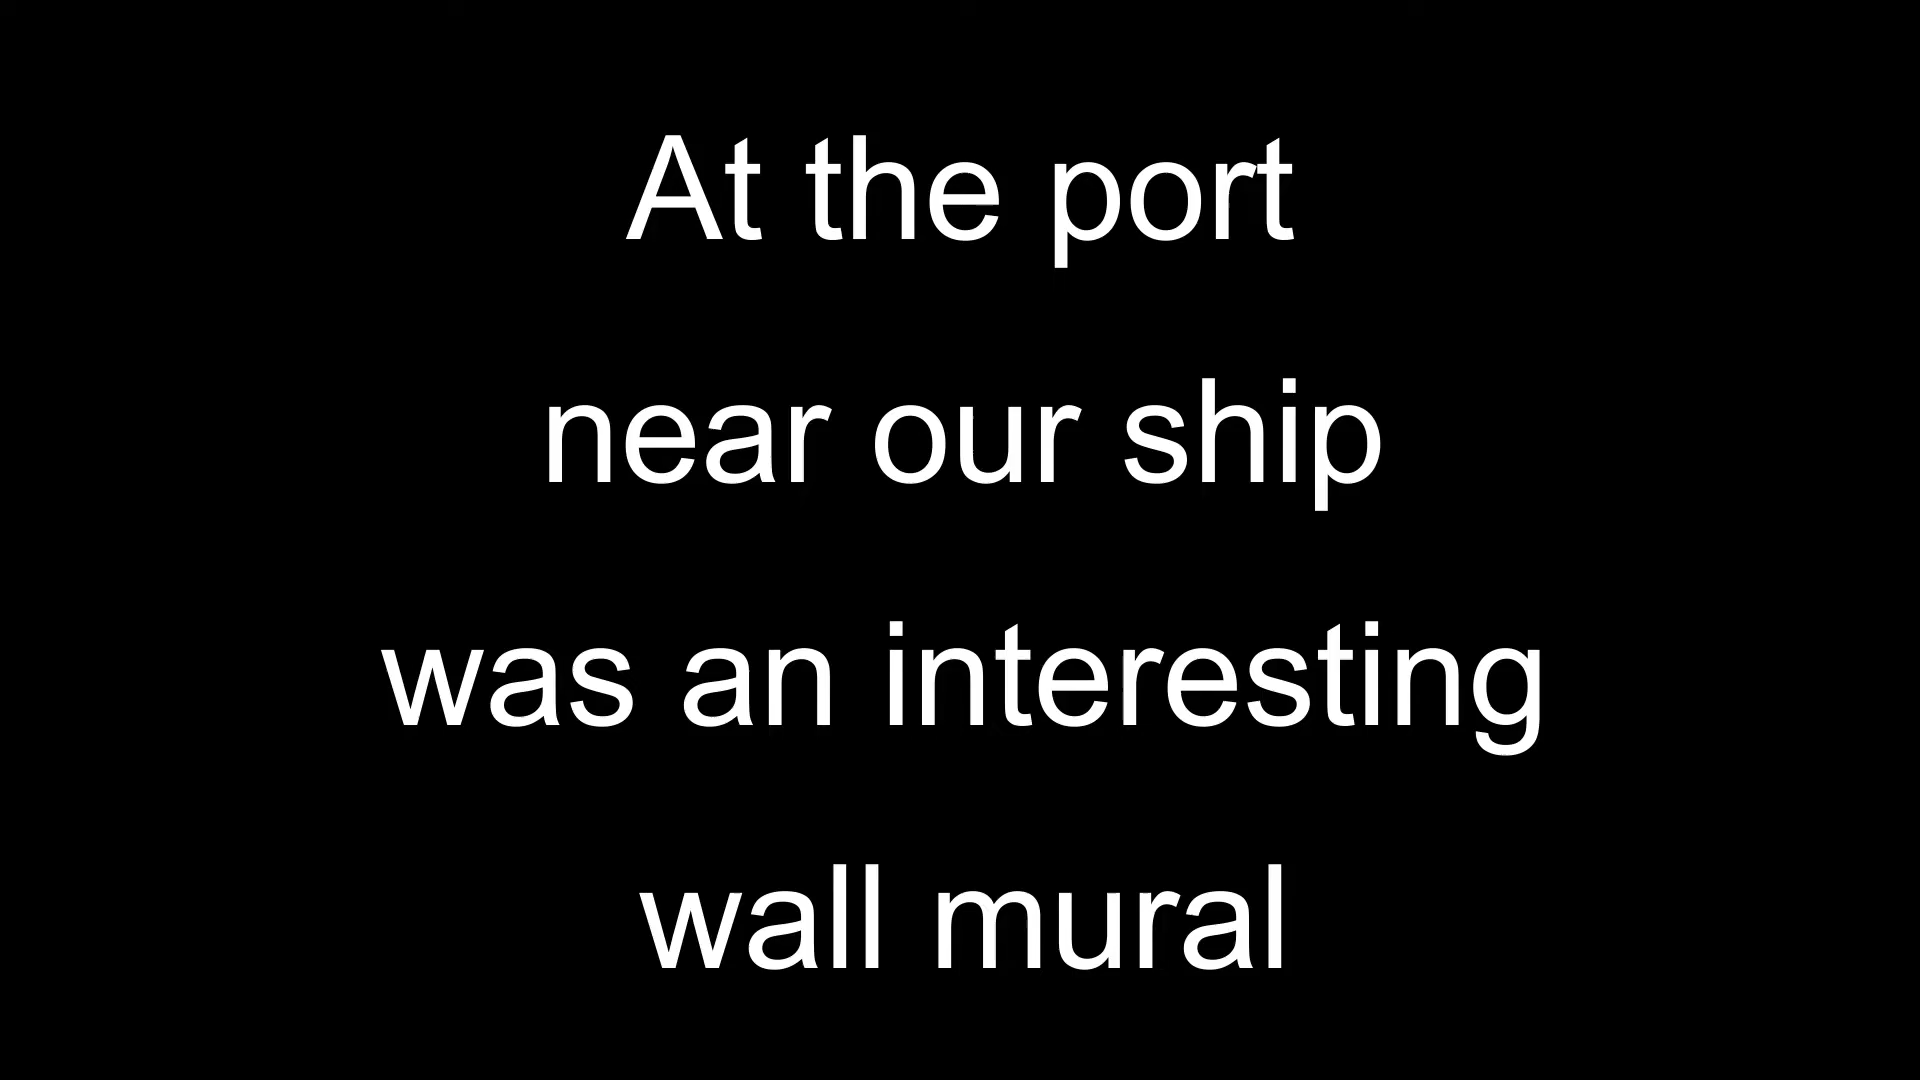 At the port
near our ship
was an interesting
wall mural